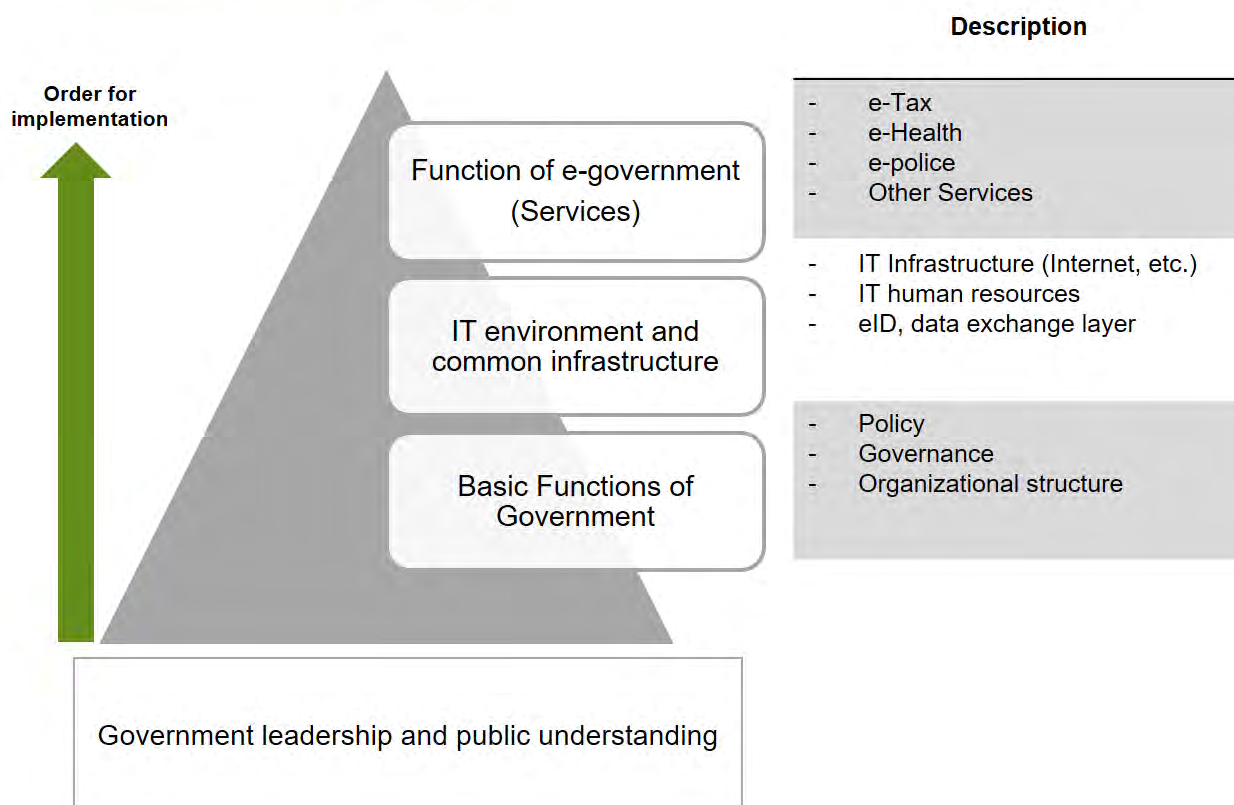 Description
Order for
implementation
Function of e-government
(Services)
- e-Tax
- e-Health
- e-police
- Other Services
IT environment and
common infrastructure
- IT Infrastructure (Internet, etc.)
- IT human resources
- eID, data exchange layer
Basic Functions of
Government
- Policy
- Governance
- Organizational structure
Government leadership and public understanding